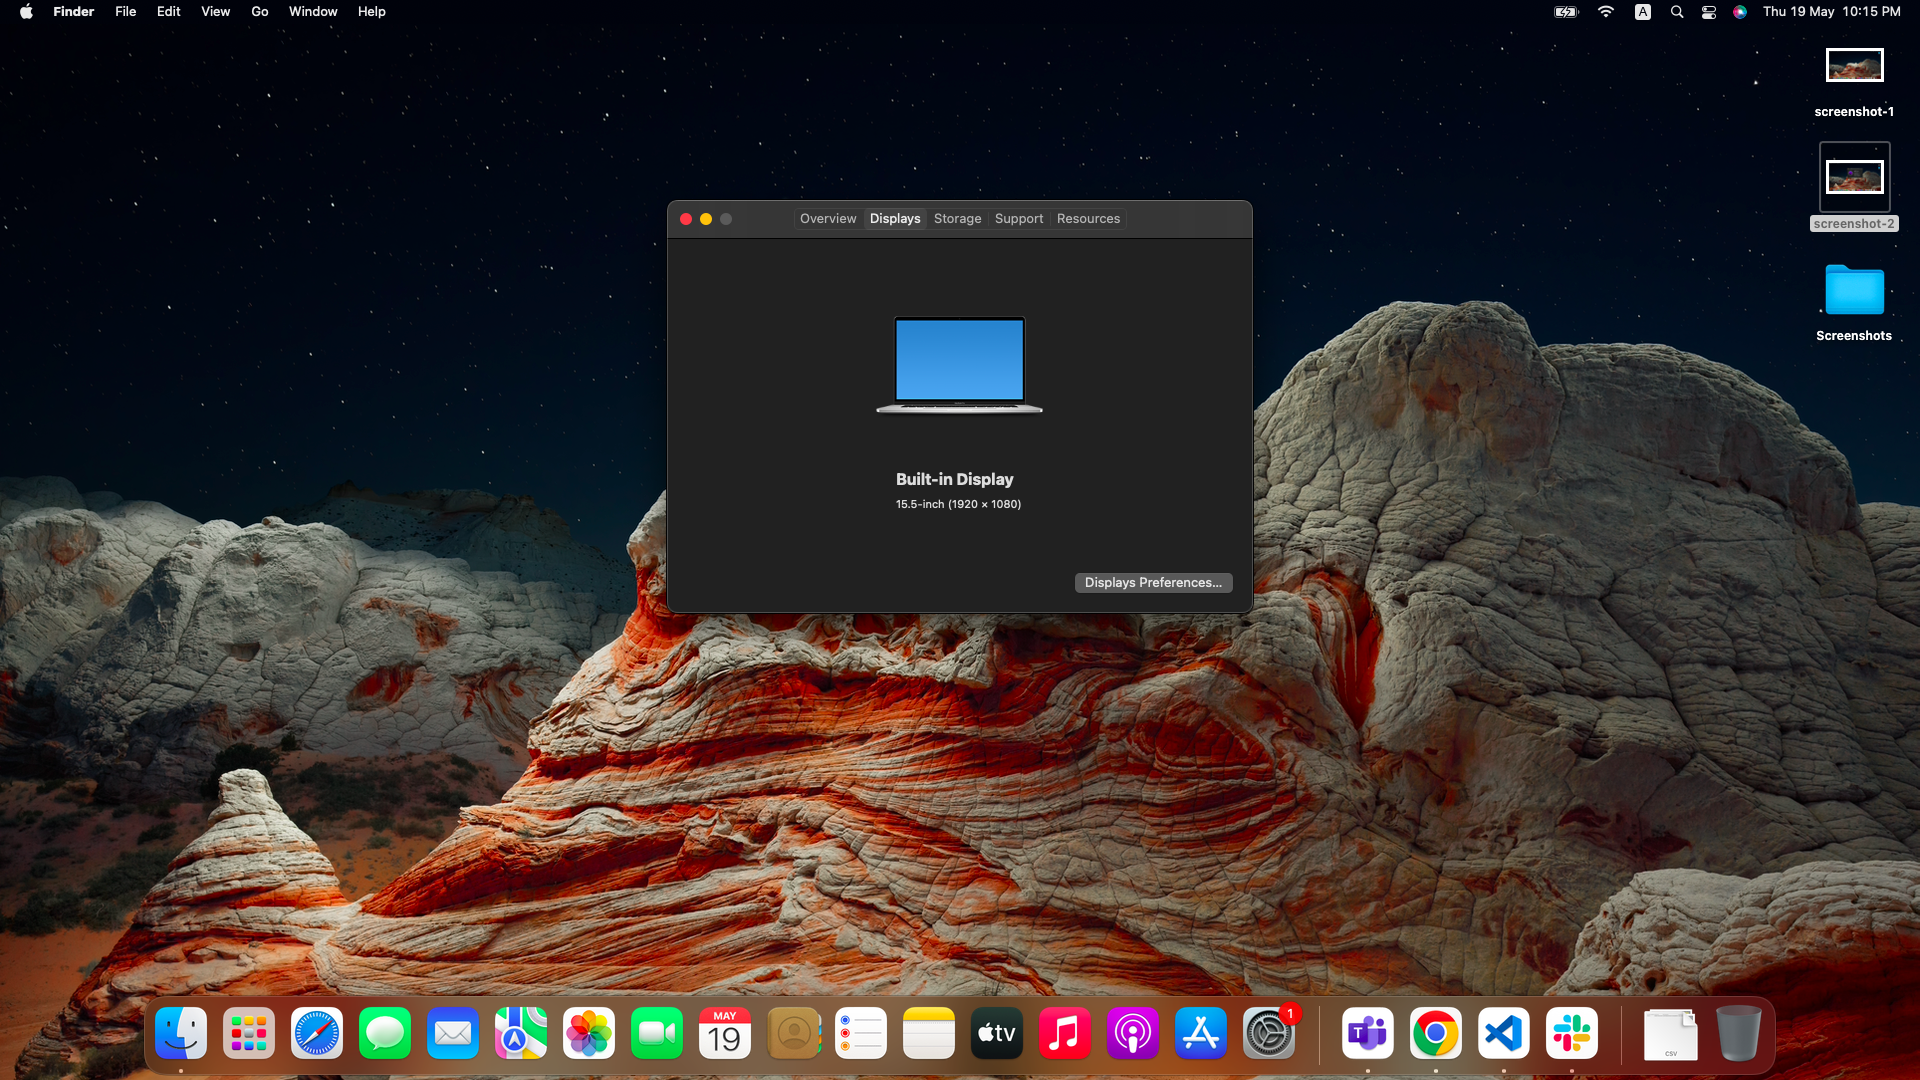 Finder File Edit View Go Window Help
A
Thu 19 May 10:15 PM
screenshot-1
screenshot-2
Screenshots
Overview Displays Storage Support Resources
Built-in Display
15.5-inch (1920 × 1080)
Displays Preferences...
MAY
19
tv
1
T
CSV